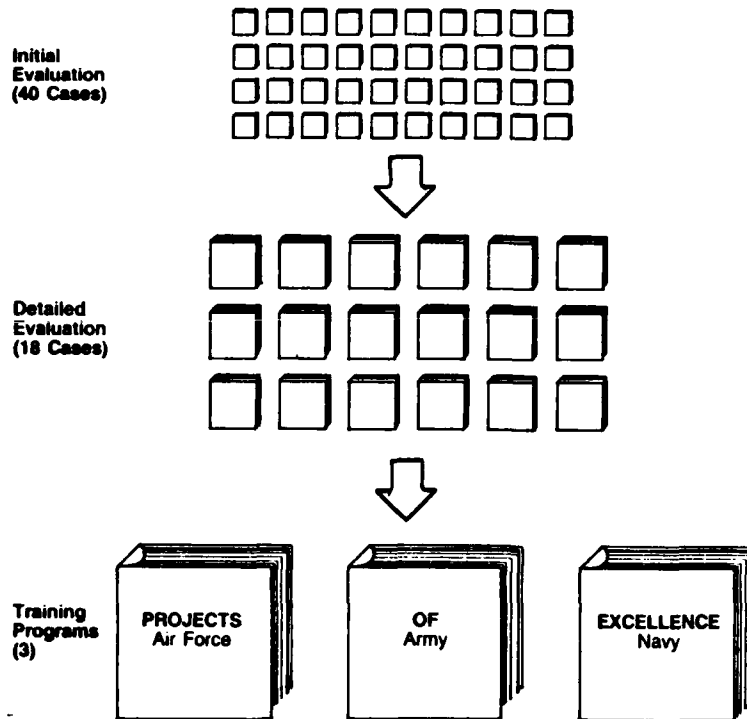 Initial
Evaluation
(40 Cases)
Detailed
Evaluation
(18 Cases)
Training
Programs
(3)
PROJECTS
Air Force
OF
Army
EXCELLENCE
Navy